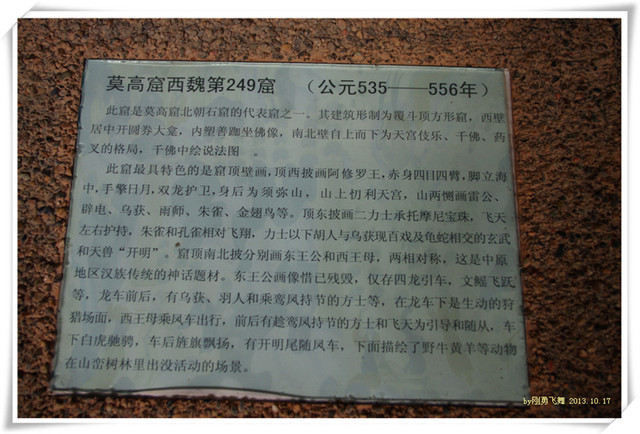 莫高窟西魏第249窟 （公元535——556年）
此窟是莫高窟北朝石窟的代表窟之一。其建筑形制为覆斗顶方形窟，西壁
居中开圆券大龛，内塑善跏坐佛像，南北壁自上而下为天宫伎乐、千佛、药
叉的格局，千佛中绘说法图
此窟最具特色的是窟顶壁画，顶西披画阿修罗王，赤身四目四臂，脚立海
中，手擎日月，双龙护卫，身后为须弥山，山上忉利天宫，山两恻画雷公、
辟电、乌获、雨师、朱雀、金翅鸟等。顶东披画二力士承托摩尼宝珠，飞天
左右护持，朱雀和孔雀相对飞翔，力士以下胡人与乌获现百戏及龟蛇相交的玄武
和天兽“开明”。窟顶南北披分别画东王公和西王母，两相对称，这是中原
地区汉族传统的神话题材。东王公画像惜已残毁，仅存四龙引车，文鳐飞跃
等，龙车前后，有乌获、羽人和乘鸾风持节的方士等，在龙车下是生动的狩
猎场面，西王母乘风车出行，前后有趁鸾风持节的方士和飞天为引导和随从，车
下白虎驰骋，车后旌旗飘扬，有开明尾随风车，下面描绘了野牛黄羊等动物
在山峦树林里出没活动的场景。
by刚勇飞舞 2013.10.17